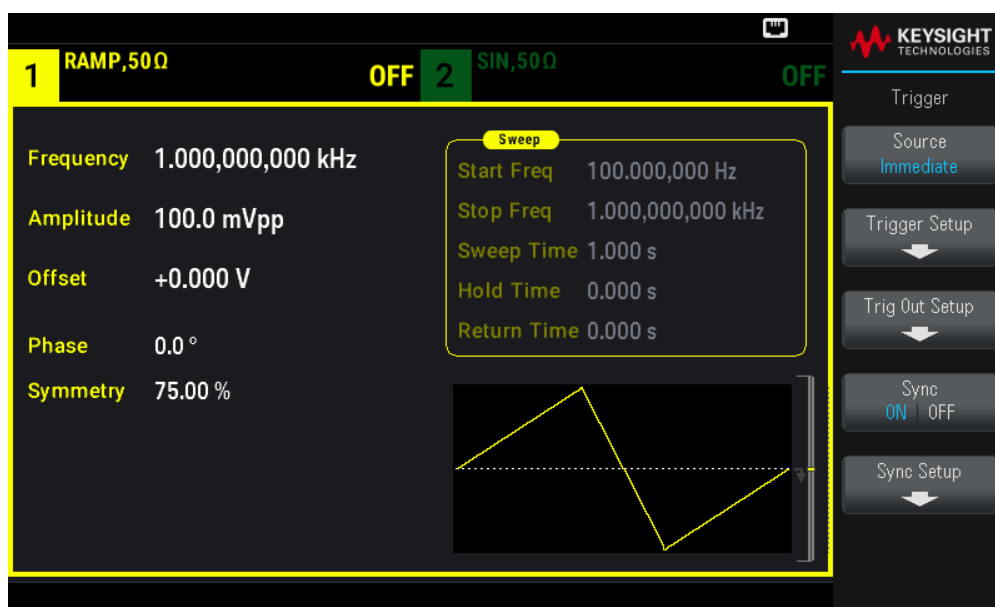 1 RAMP,50Ω OFF
2 SIN,50Ω OFF
Frequency 1.000,000,000 kHz
Amplitude 100.0 mVpp
Offset +0.000 V
Phase 0.0 °
Symmetry 75.00 %
Sweep
Start Freq 100.000,000 Hz
Stop Freq 1.000,000,000 kHz
Sweep Time 1.000 s
Hold Time 0.000 s
Return Time 0.000 s
KEYSIGHT
TECHNOLOGIES
Trigger
Source
Immediate
Trigger Setup
Trig Out Setup
Sync
ON OFF
Sync Setup